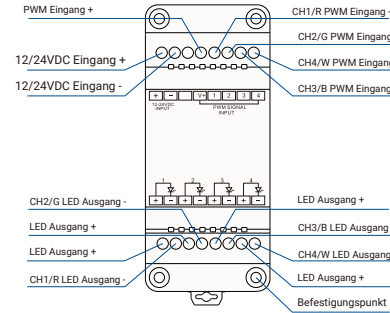 PWM Eingang +
CH1/R PWM Eingang -
CH2/G PWM Eingang
12/24VDC Eingang +
CH4/W PWM Eingang
12/24VDC Eingang -
CH3/B PWM Eingang
+ - V+ 1 2 3 4
12-24VDC INPUT
PWM SIGNAL INPUT
1 2 3 4
+ - + - + - + -
CH2/G LED Ausgang -
LED Ausgang +
LED Ausgang +
CH3/B LED Ausgang
LED Ausgang +
CH4/W LED Ausgang
CH1/R LED Ausgang -
LED Ausgang +
Befestigungspunkt